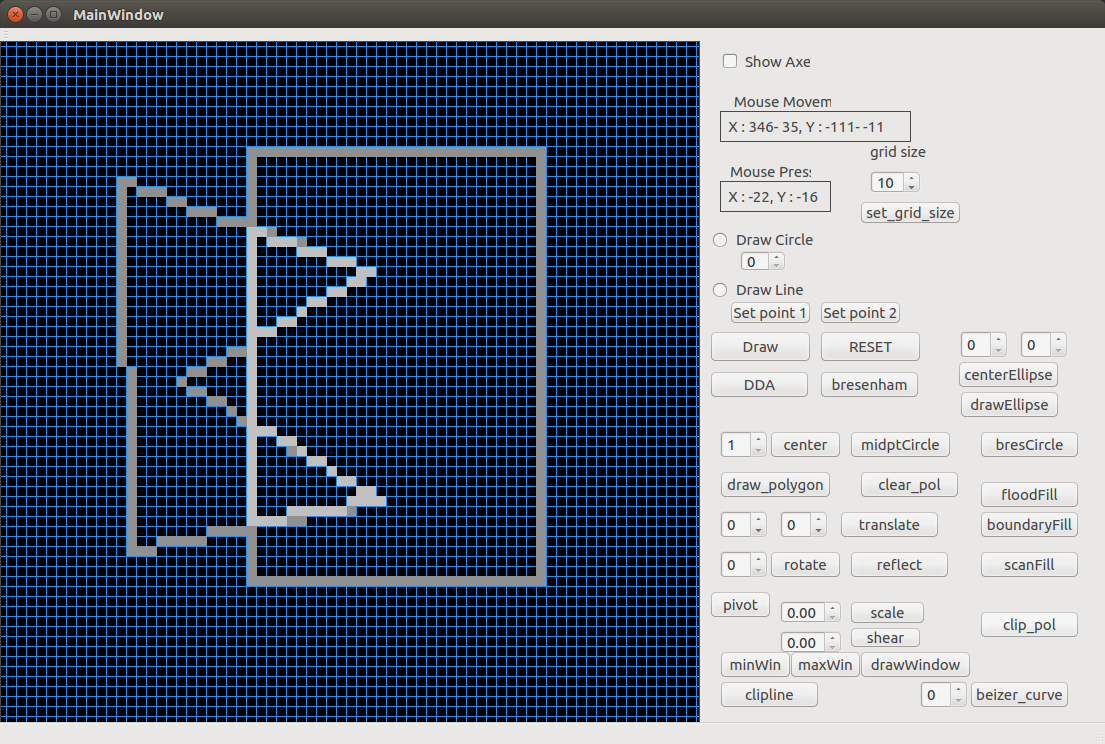 MainWindow
Show Axe
Mouse Movem
X : 346- 35, Y : -111- -11
grid size
Mouse Press
10
X : -22, Y : -16
set_grid_size
Draw Circle
0
Draw Line
Set point 1 Set point 2
Draw RESET 0 0
DDA bresenham centerEllipse
drawEllipse
1 center midptCircle bresCircle
draw_polygon clear_pol floodFill
0 0 translate boundaryFill
0 rotate reflect scanFill
pivot 0.00 scale clip_pol
0.00 shear
minWin maxWin drawWindow
clipline 0 beizer_curve